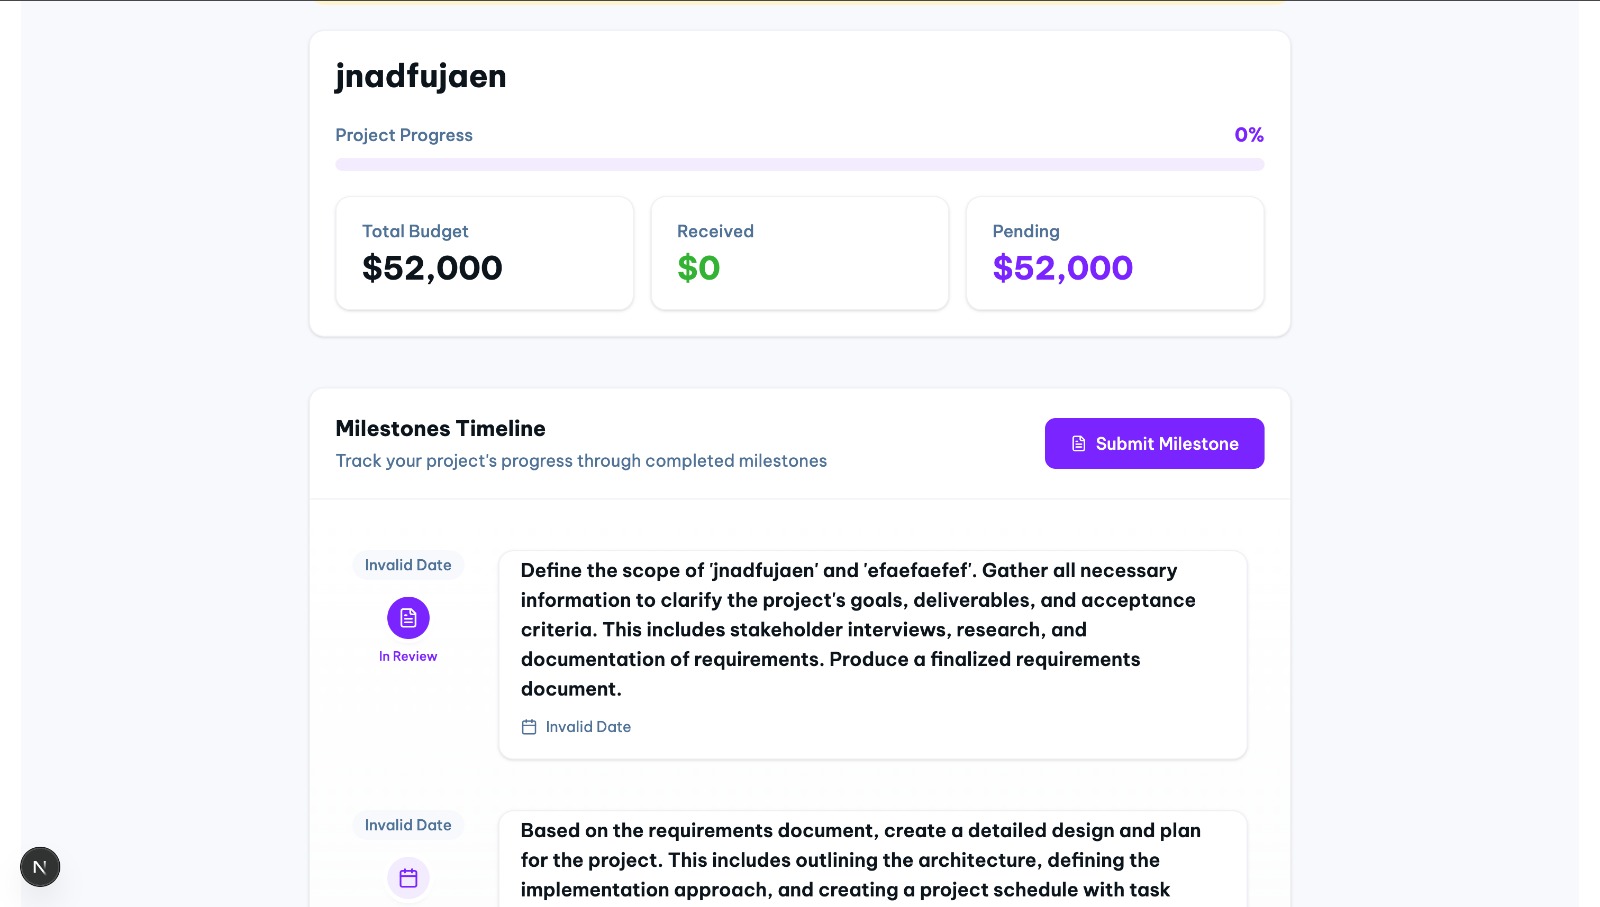 jnadfujaen
Project Progress
0%
Total Budget
$52,000
Received
$0
Pending
$52,000
Milestones Timeline
Track your project's progress through completed milestones
Submit Milestone
Invalid Date
In Review
Define the scope of 'jnadfujaen' and 'efaefaefef'. Gather all necessary
information to clarify the project's goals, deliverables, and acceptance
criteria. This includes stakeholder interviews, research, and
documentation of requirements. Produce a finalized requirements
document.
Invalid Date
Invalid Date
Based on the requirements document, create a detailed design and plan
for the project. This includes outlining the architecture, defining the
implementation approach, and creating a project schedule with task
N